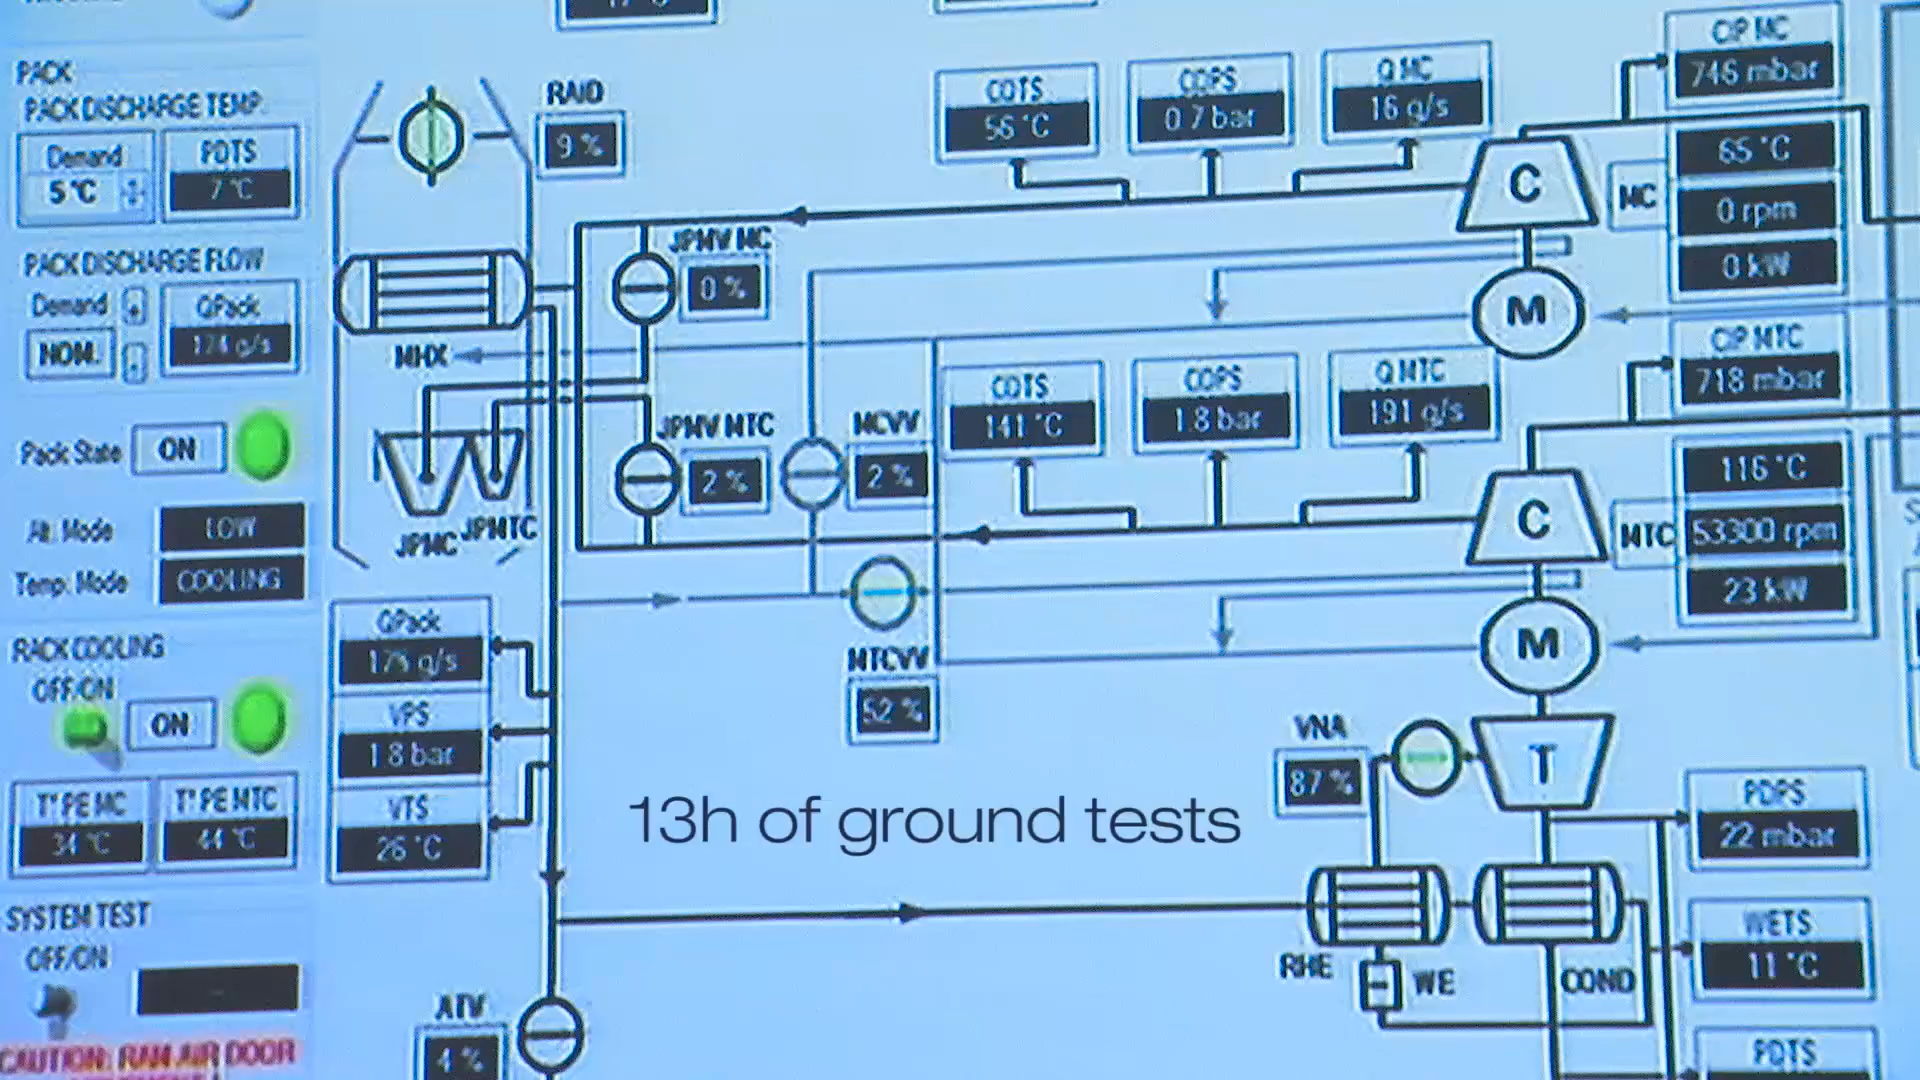 PACK
PACK DISCHARGE TEMP.
Demand
5 °C
PDTS
7 °C
PACK DISCHARGE FLOW
Demand
NOM.
QPack
174 g/s
Pack State
ON
Alt. Mode
LOW
Temp. Mode
COOLING
RACK COOLING
OFF/ON
ON
T° PE MC
34 °C
T° PE MTC
44 °C
SYSTEM TEST
OFF/ON
-
CAUTION: RAM AIR DOOR
RAID
9 %
MHX
JPMC
JPMTC
JPMV MC
0 %
JPMV MTC
2 %
MCVV
2 %
MTCVV
52 %
QPack
175 g/s
VPS
1.8 bar
VTS
26 °C
ATV
4 %
CDTS
56 °C
CDPS
0.7 bar
Q MC
16 g/s
CIP MC
746 mbar
C
MC
65 °C
0 rpm
0 kW
M
CDTS
141 °C
CDPS
1.8 bar
Q MTC
191 g/s
CIP MTC
718 mbar
C
MTC
116 °C
53300 rpm
23 kW
M
VNA
87 %
T
PDPS
22 mbar
RHE
WE
COND
WETS
11 °C
PDTS
13h of ground tests